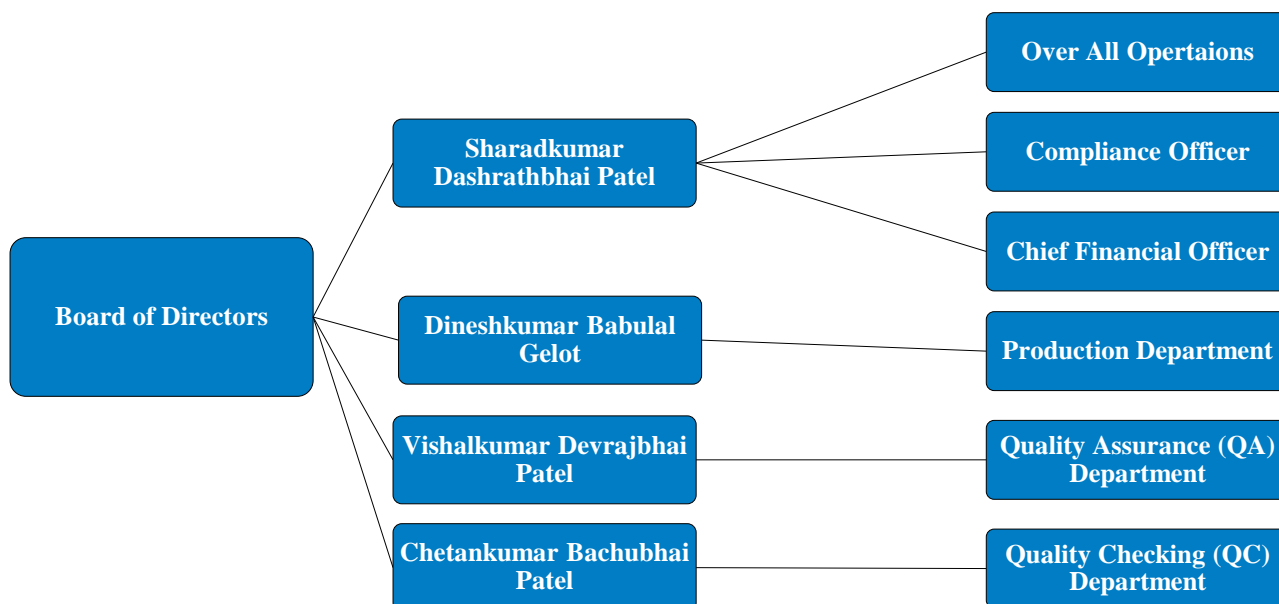 Over All Opertaions
Sharadkumar
Dashrathbhai Patel
Compliance Officer
Chief Financial Officer
Board of Directors
Dineshkumar Babulal
Gelot
Production Department
Vishalkumar Devrajbhai
Patel
Quality Assurance (QA)
Department
Chetankumar Bachubhai
Patel
Quality Checking (QC)
Department